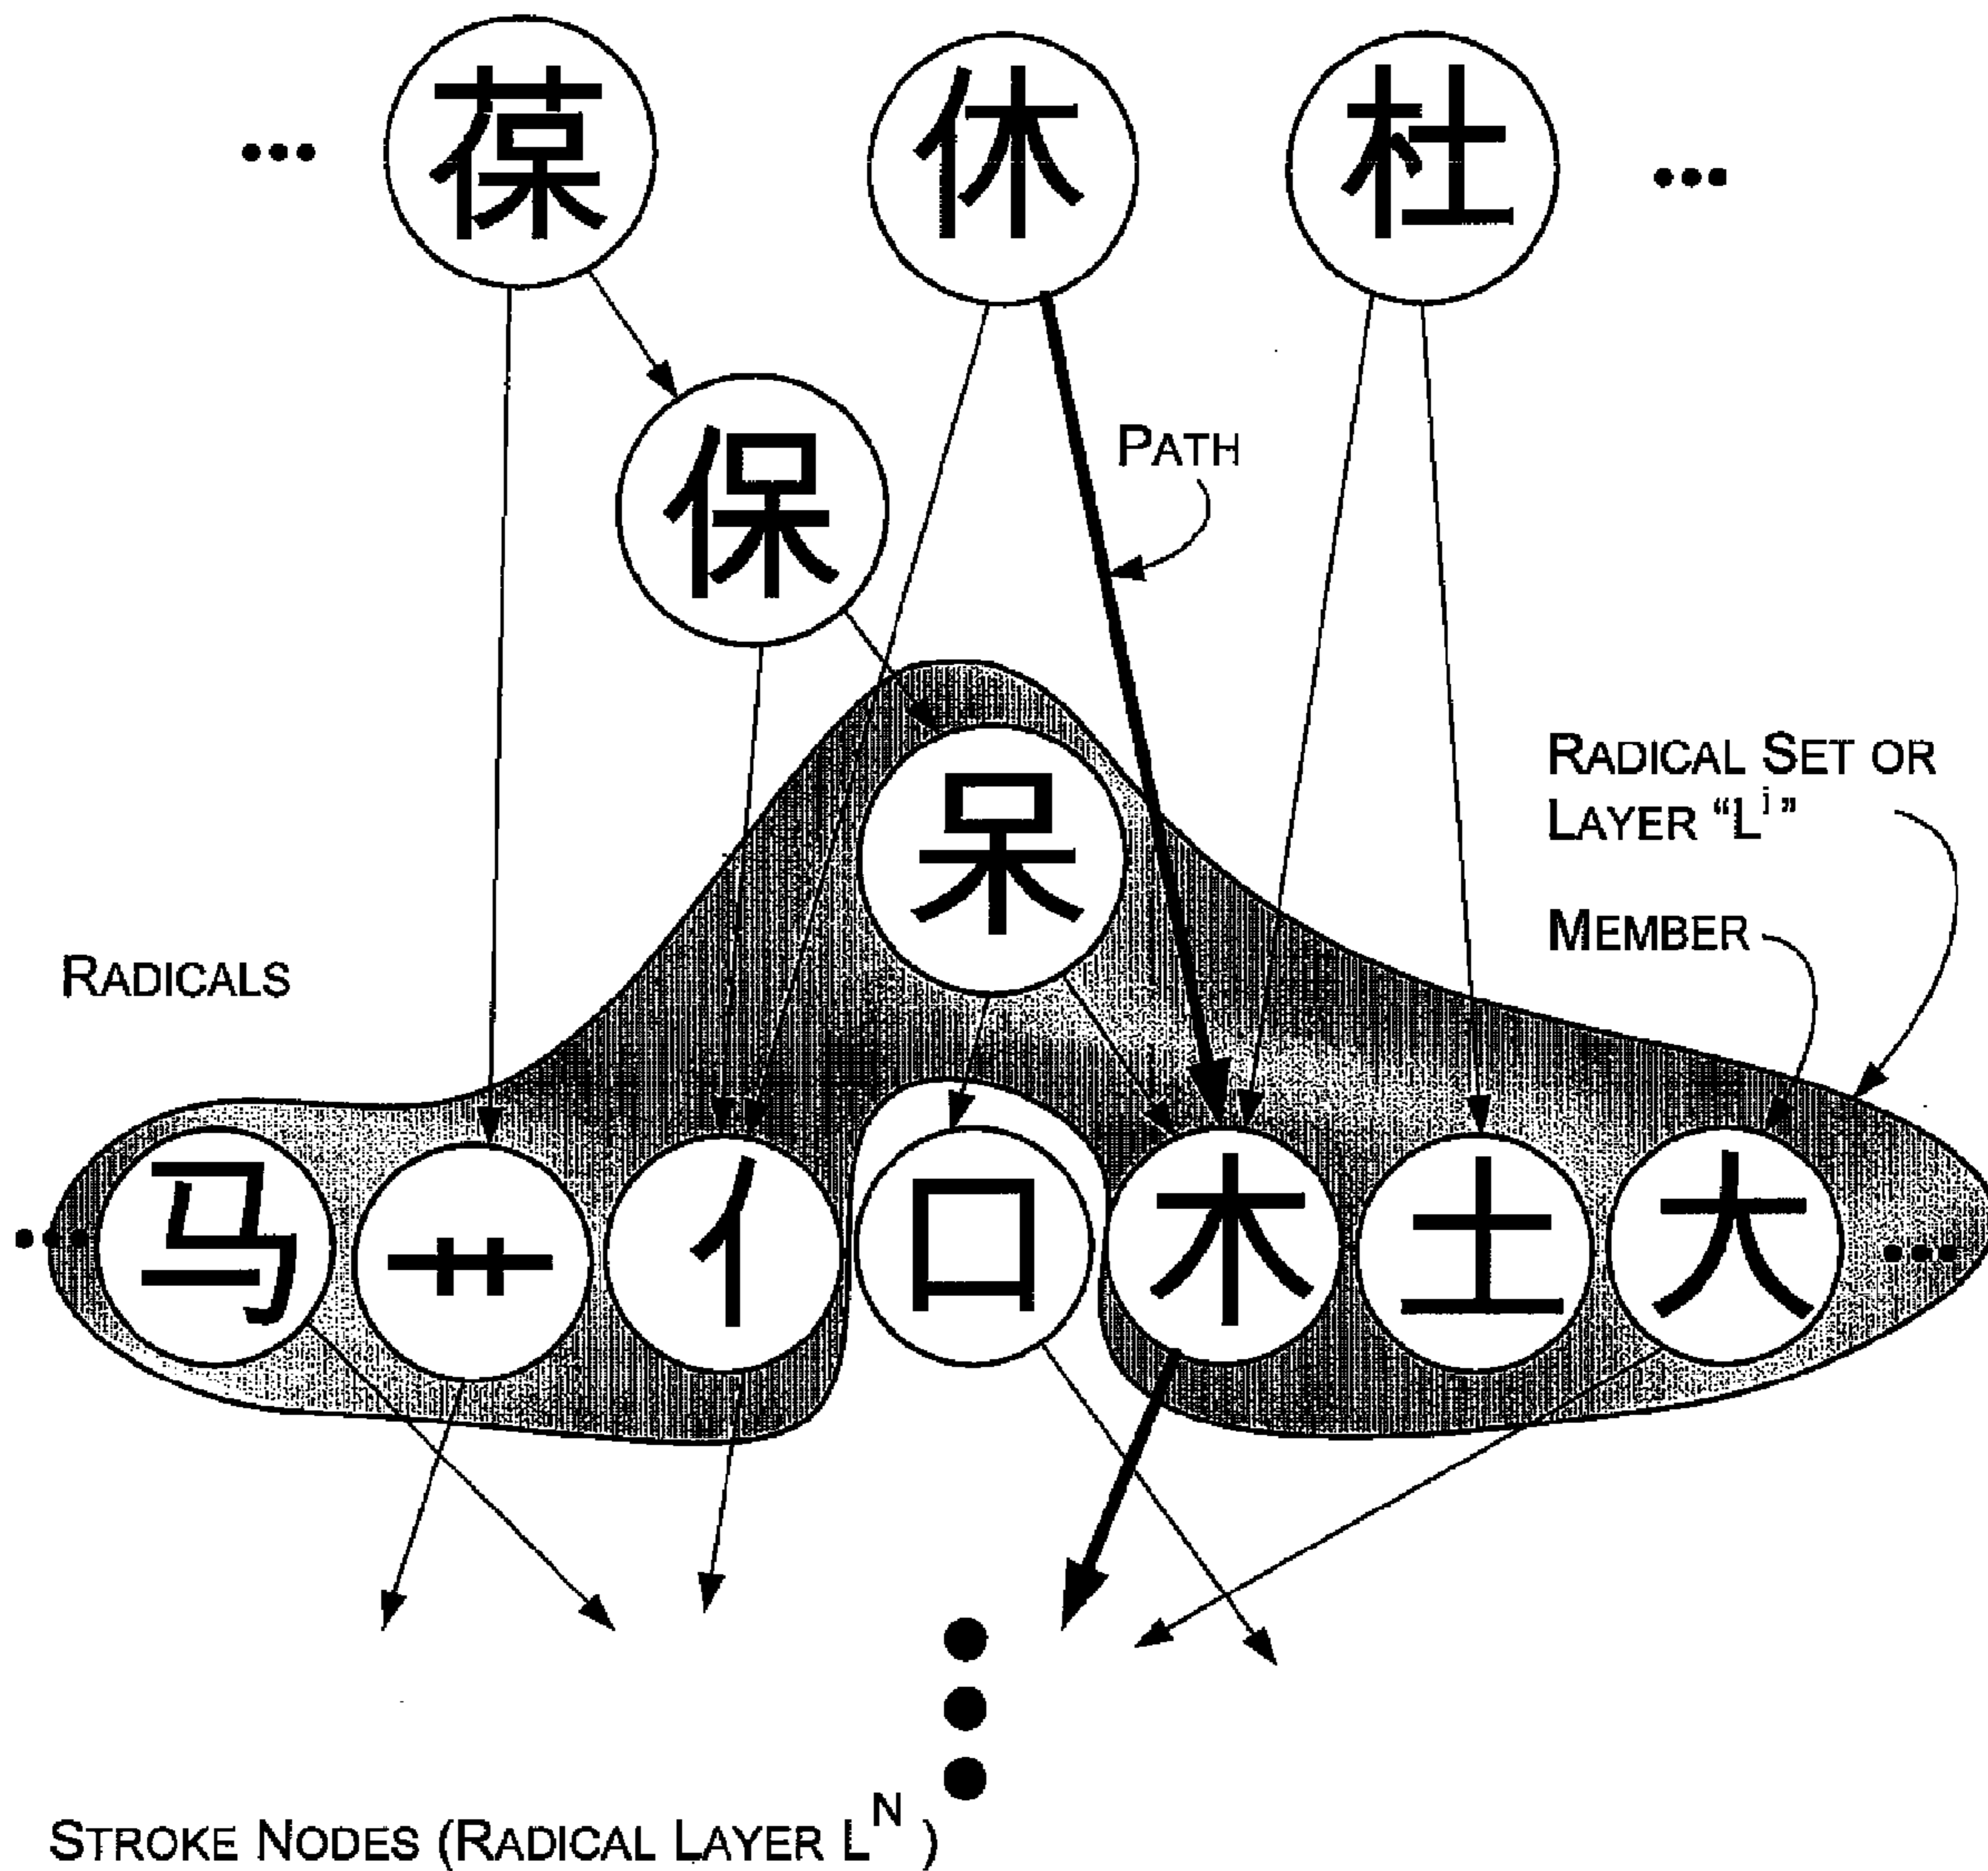 ••• 葆 休 杜 •••
PATH
保
RADICAL SET OR
LAYER “Lⁱ”
呆
MEMBER
RADICALS
••• 马 艹 亻 口 木 土 大 •••
STROKE NODES (RADICAL LAYER Lᴺ )